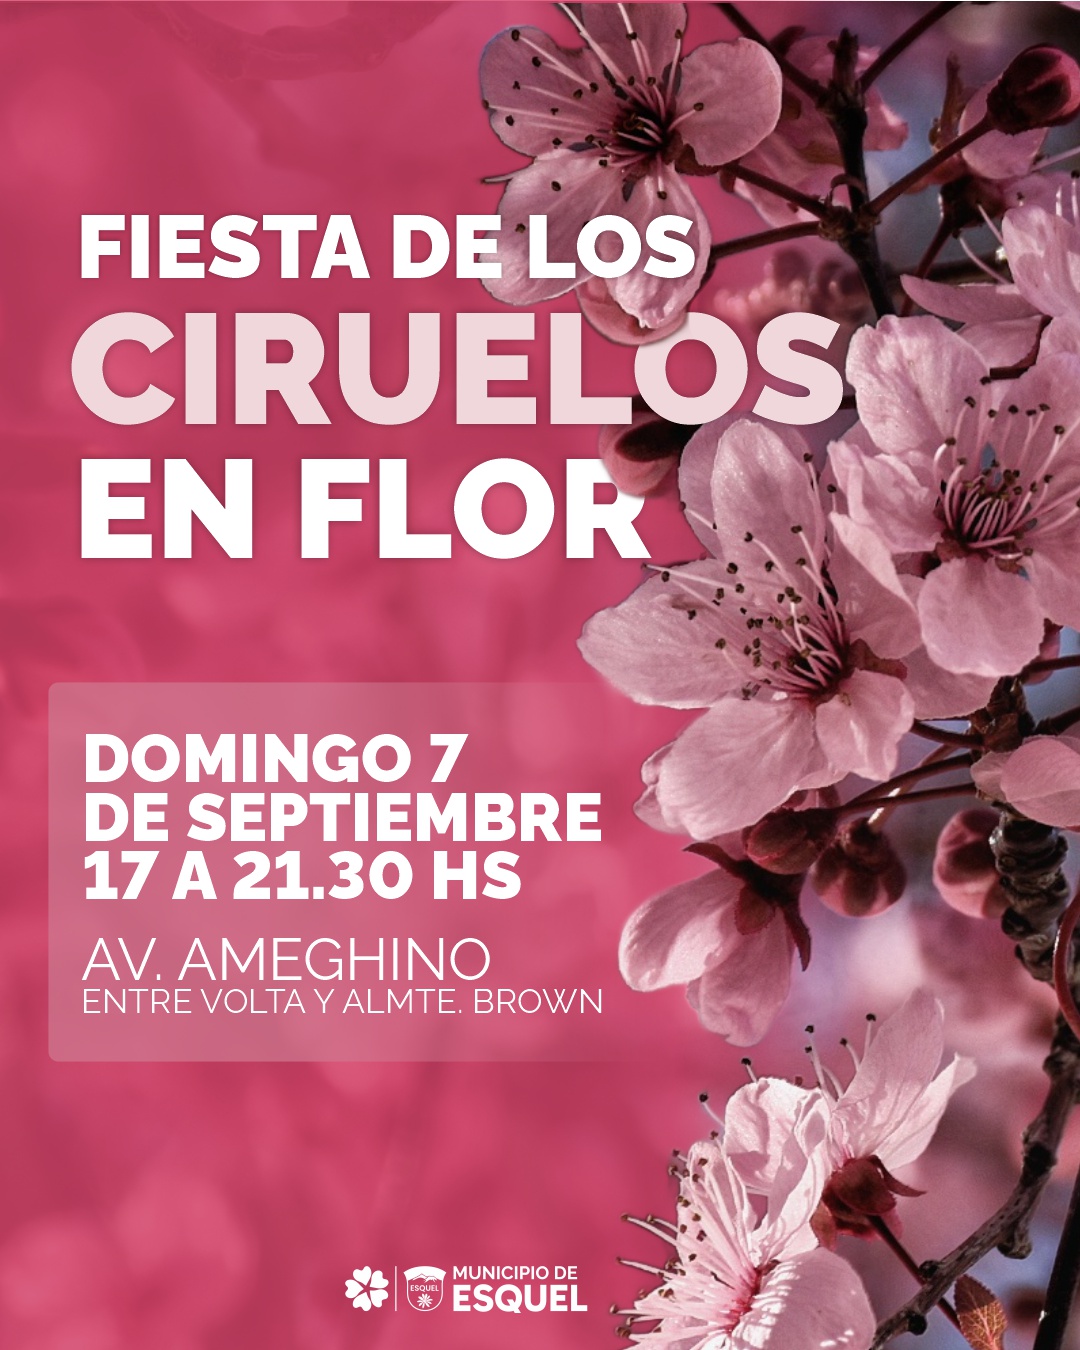 FIESTA DE LOS
CIRUELOS
EN FLOR
DOMINGO 7
DE SEPTIEMBRE
17 A 21.30 HS
AV. AMEGHINO
ENTRE VOLTA Y ALMTE. BROWN
ESQUEL
MUNICIPIO DE
ESQUEL